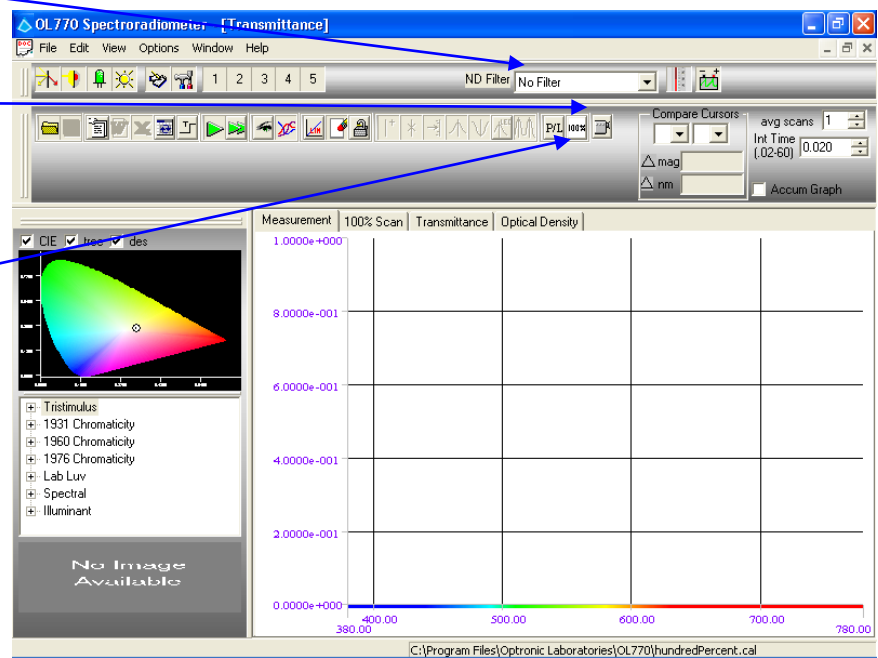 OL770 Spectroradiometer - [Transmittance]
File Edit View Options Window Help
1 2 3 4 5 ND Filter No Filter
P/L 100% Compare Cursors avg scans 1
Int Time 0.020
(.02-60)
△ mag
△ nm Accum Graph
Measurement 100% Scan Transmittance Optical Density
CIE tree des
1.0000e+000
8.0000e-001
6.0000e-001
4.0000e-001
2.0000e-001
0.0000e+000
380.00 400.00 500.00 600.00 700.00 780.00
Tristimulus
1931 Chromaticity
1960 Chromaticity
1976 Chromaticity
Lab Luv
Spectral
Illuminant
No Image
Available
C:\Program Files\Optronic Laboratories\OL770\hundredPercent.cal